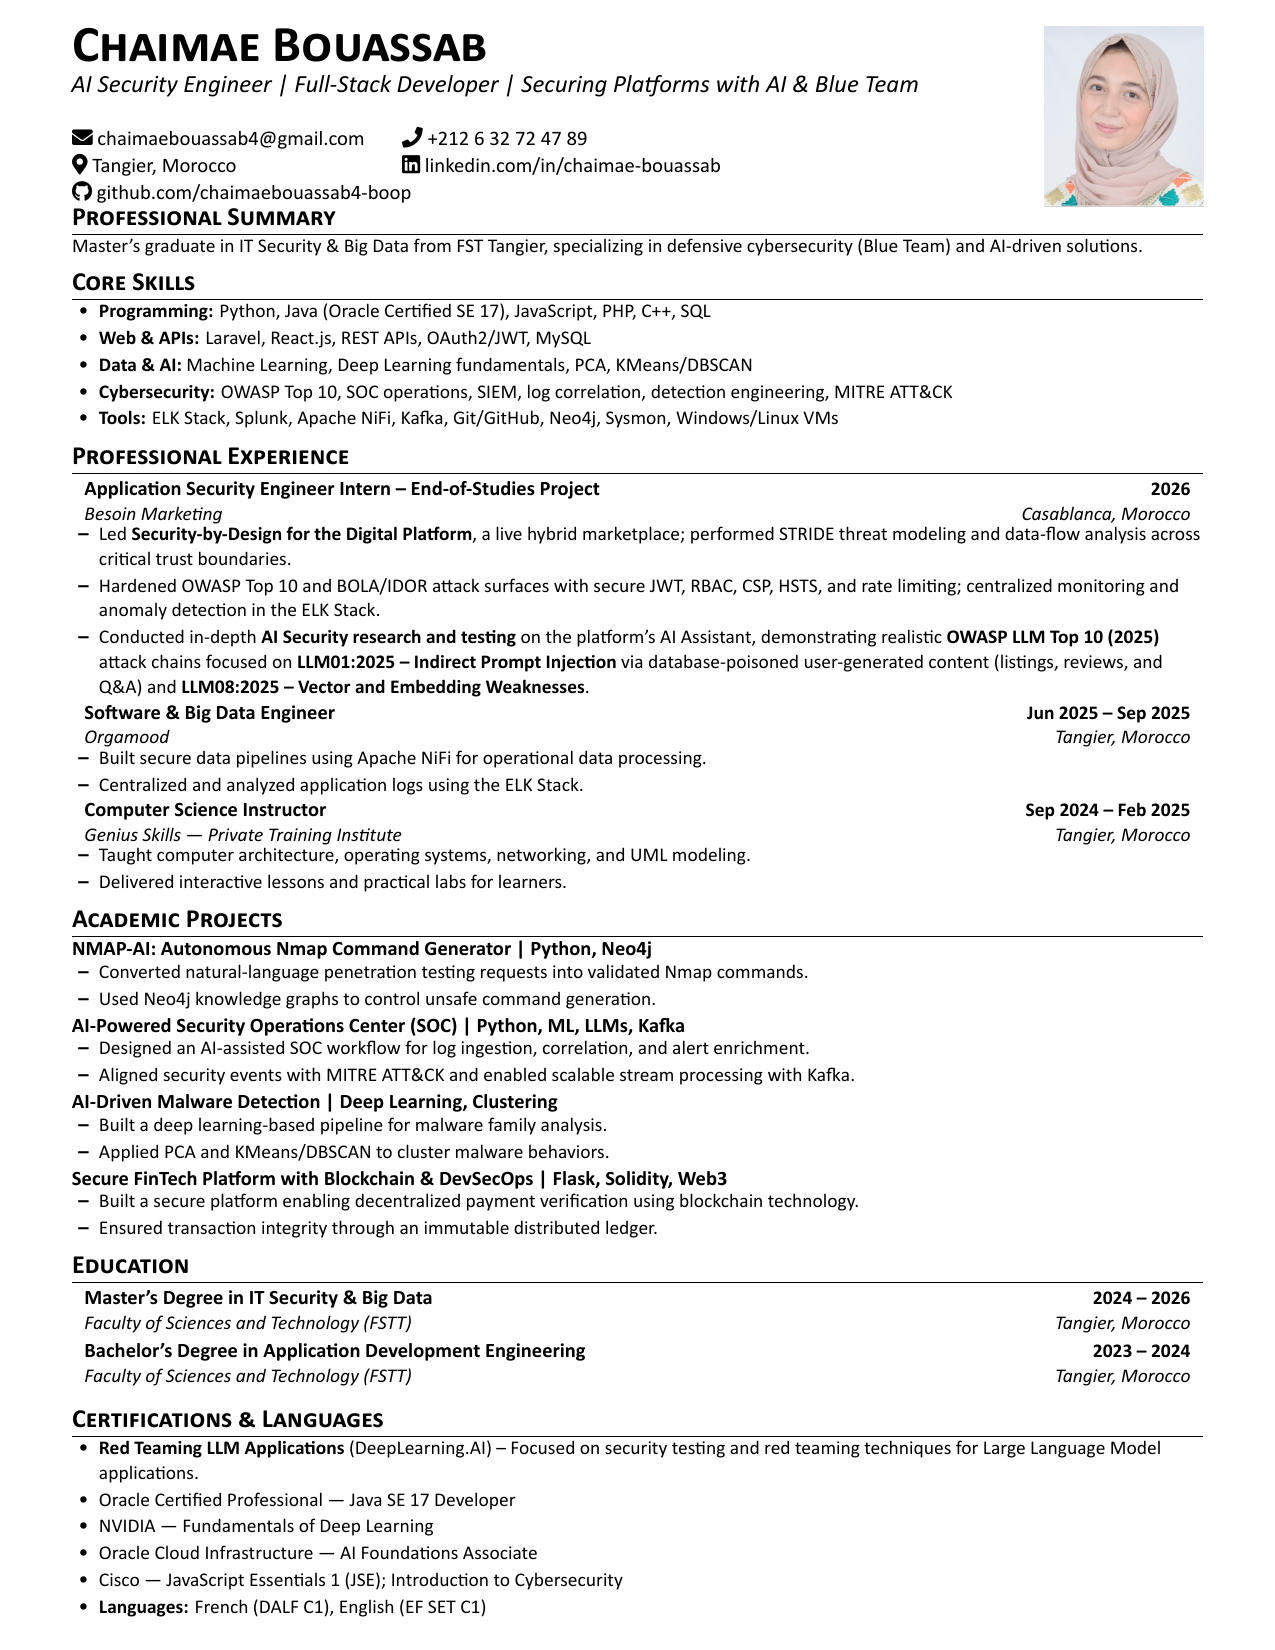 Chaimae Bouassab
AI Security Engineer | Full-Stack Developer | Securing Platforms with AI & Blue Team
chaimaebouassab4@gmail.com +212 6 32 72 47 89
Tangier, Morocco linkedin.com/in/chaimae-bouassab
github.com/chaimaebouassab4-boop
Professional Summary
Master's graduate in IT Security & Big Data from FST Tangier, specializing in defensive cybersecurity (Blue Team) and AI-driven solutions.
Core Skills
• Programming: Python, Java (Oracle Certified SE 17), JavaScript, PHP, C++, SQL
• Web & APIs: Laravel, React.js, REST APIs, OAuth2/JWT, MySQL
• Data & AI: Machine Learning, Deep Learning fundamentals, PCA, KMeans/DBSCAN
• Cybersecurity: OWASP Top 10, SOC operations, SIEM, log correlation, detection engineering, MITRE ATT&CK
• Tools: ELK Stack, Splunk, Apache NiFi, Kafka, Git/GitHub, Neo4j, Sysmon, Windows/Linux VMs
Professional Experience
Application Security Engineer Intern – End-of-Studies Project 2026
Besoin Marketing Casablanca, Morocco
– Led Security-by-Design for the Digital Platform, a live hybrid marketplace; performed STRIDE threat modeling and data-flow analysis across
critical trust boundaries.
– Hardened OWASP Top 10 and BOLA/IDOR attack surfaces with secure JWT, RBAC, CSP, HSTS, and rate limiting; centralized monitoring and
anomaly detection in the ELK Stack.
– Conducted in-depth AI Security research and testing on the platform's AI Assistant, demonstrating realistic OWASP LLM Top 10 (2025)
attack chains focused on LLM01:2025 – Indirect Prompt Injection via database-poisoned user-generated content (listings, reviews, and
Q&A) and LLM08:2025 – Vector and Embedding Weaknesses.
Software & Big Data Engineer Jun 2025 – Sep 2025
Orgamood Tangier, Morocco
– Built secure data pipelines using Apache NiFi for operational data processing.
– Centralized and analyzed application logs using the ELK Stack.
Computer Science Instructor Sep 2024 – Feb 2025
Genius Skills — Private Training Institute Tangier, Morocco
– Taught computer architecture, operating systems, networking, and UML modeling.
– Delivered interactive lessons and practical labs for learners.
Academic Projects
NMAP-AI: Autonomous Nmap Command Generator | Python, Neo4j
– Converted natural-language penetration testing requests into validated Nmap commands.
– Used Neo4j knowledge graphs to control unsafe command generation.
AI-Powered Security Operations Center (SOC) | Python, ML, LLMs, Kafka
– Designed an AI-assisted SOC workflow for log ingestion, correlation, and alert enrichment.
– Aligned security events with MITRE ATT&CK and enabled scalable stream processing with Kafka.
AI-Driven Malware Detection | Deep Learning, Clustering
– Built a deep learning-based pipeline for malware family analysis.
– Applied PCA and KMeans/DBSCAN to cluster malware behaviors.
Secure FinTech Platform with Blockchain & DevSecOps | Flask, Solidity, Web3
– Built a secure platform enabling decentralized payment verification using blockchain technology.
– Ensured transaction integrity through an immutable distributed ledger.
Education
Master's Degree in IT Security & Big Data 2024 – 2026
Faculty of Sciences and Technology (FSTT) Tangier, Morocco
Bachelor's Degree in Application Development Engineering 2023 – 2024
Faculty of Sciences and Technology (FSTT) Tangier, Morocco
Certifications & Languages
• Red Teaming LLM Applications (DeepLearning.AI) – Focused on security testing and red teaming techniques for Large Language Model
applications.
• Oracle Certified Professional — Java SE 17 Developer
• NVIDIA — Fundamentals of Deep Learning
• Oracle Cloud Infrastructure — AI Foundations Associate
• Cisco — JavaScript Essentials 1 (JSE); Introduction to Cybersecurity
• Languages: French (DALF C1), English (EF SET C1)